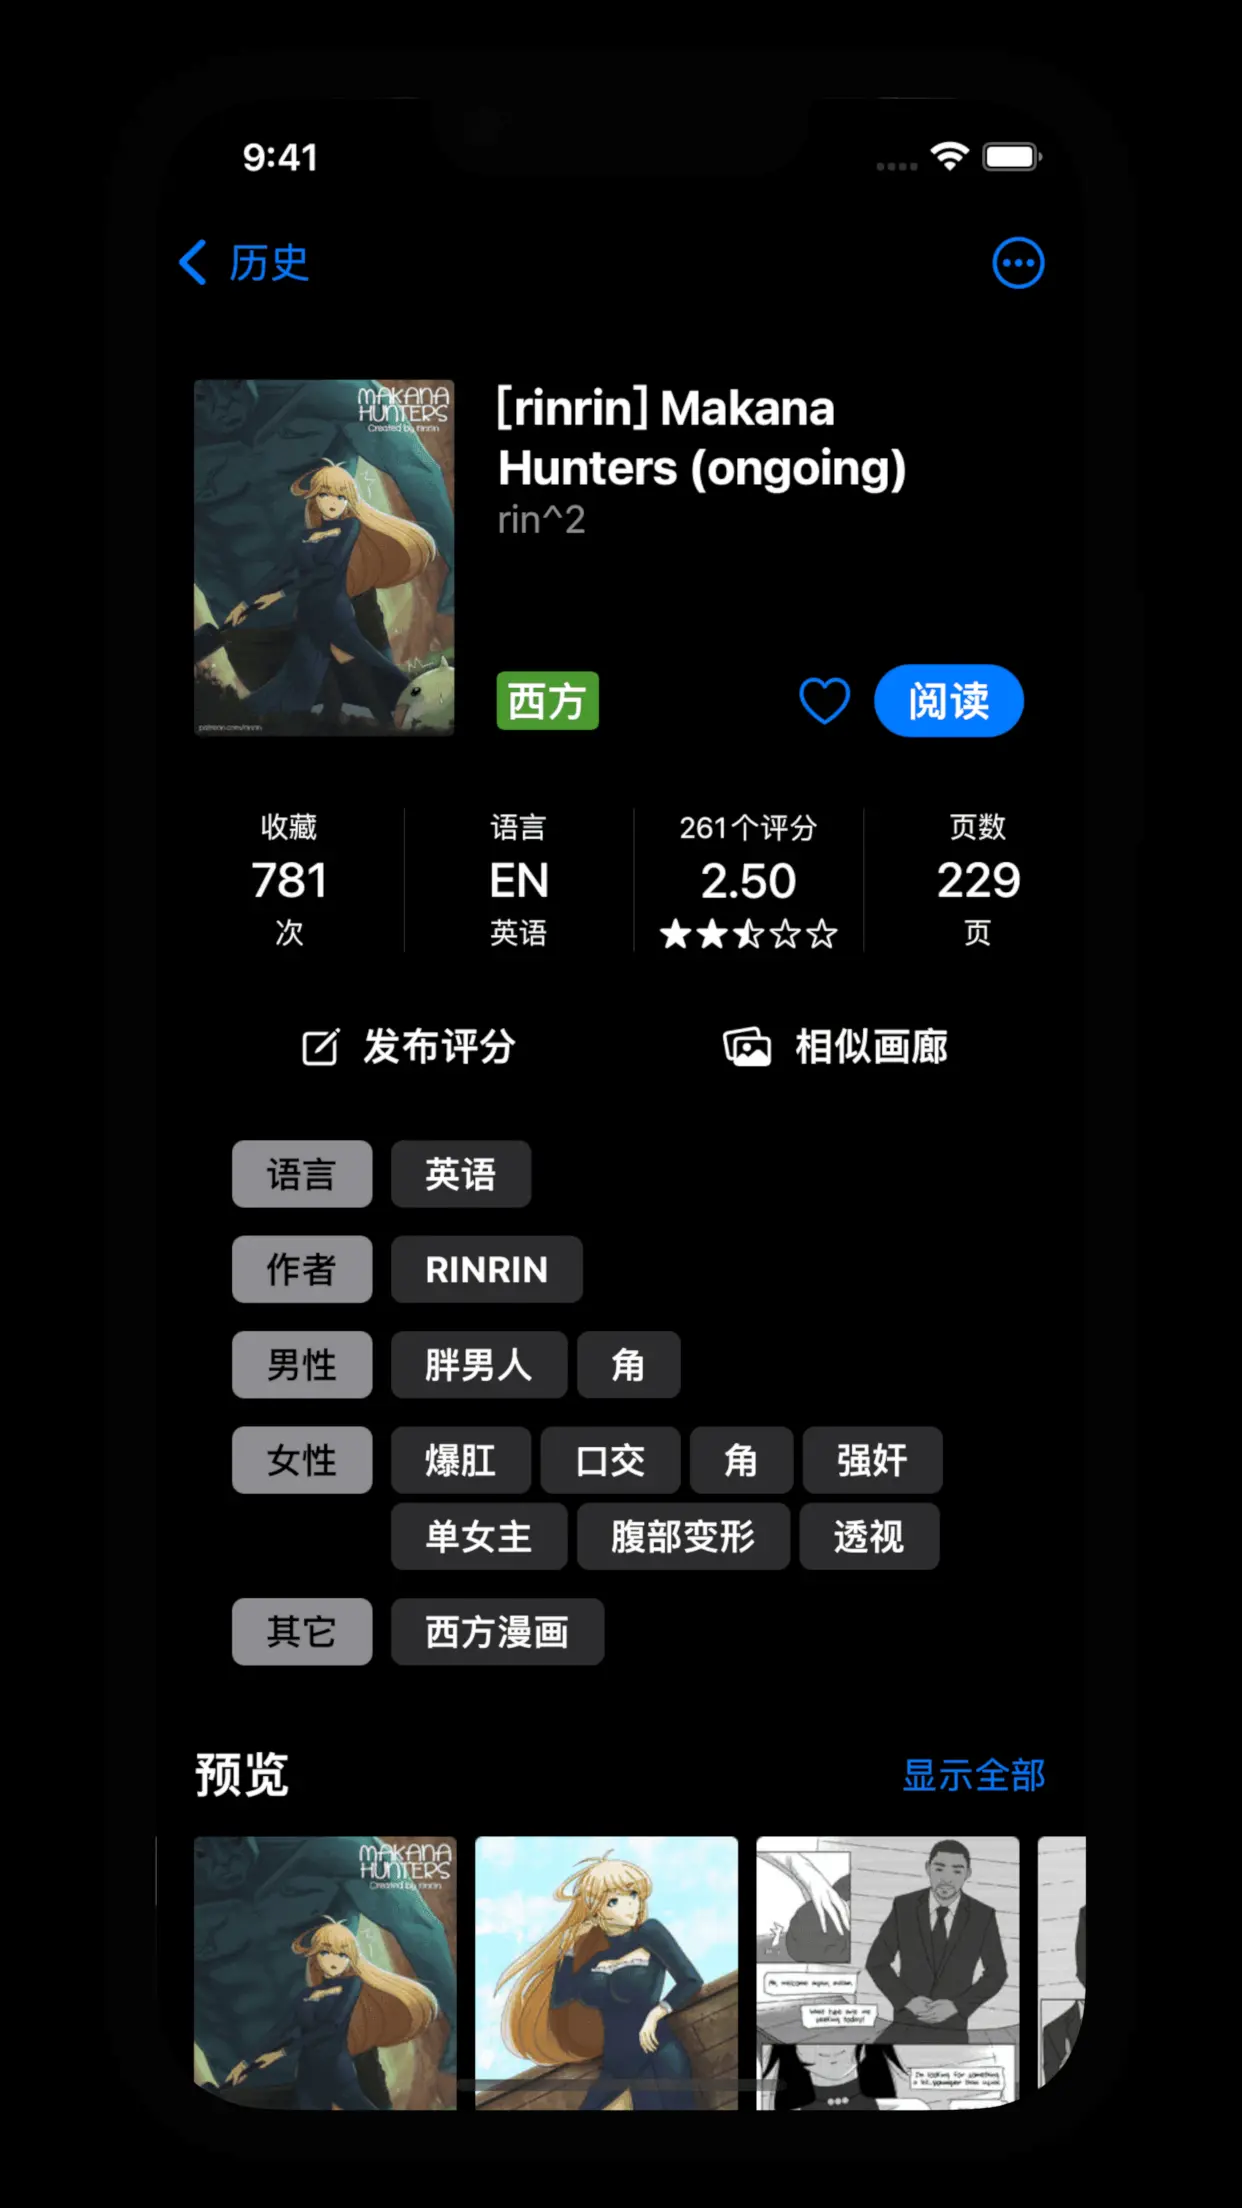 9:41
历史
MAKANA
HUNTERS
Created by rinrin
patreon.com/rinrin
[rinrin] Makana
Hunters (ongoing)
rin^2
西方
阅读
收藏
781
次
语言
EN
英语
261个评分
2.50
页数
229
页
发布评分
相似画廊
语言 英语
作者 RINRIN
男性 胖男人 角
女性 爆肛 口交 角 强奸
单女主 腹部变形 透视
其它 西方漫画
预览
显示全部
MAKANA
HUNTERS
Created by rinrin